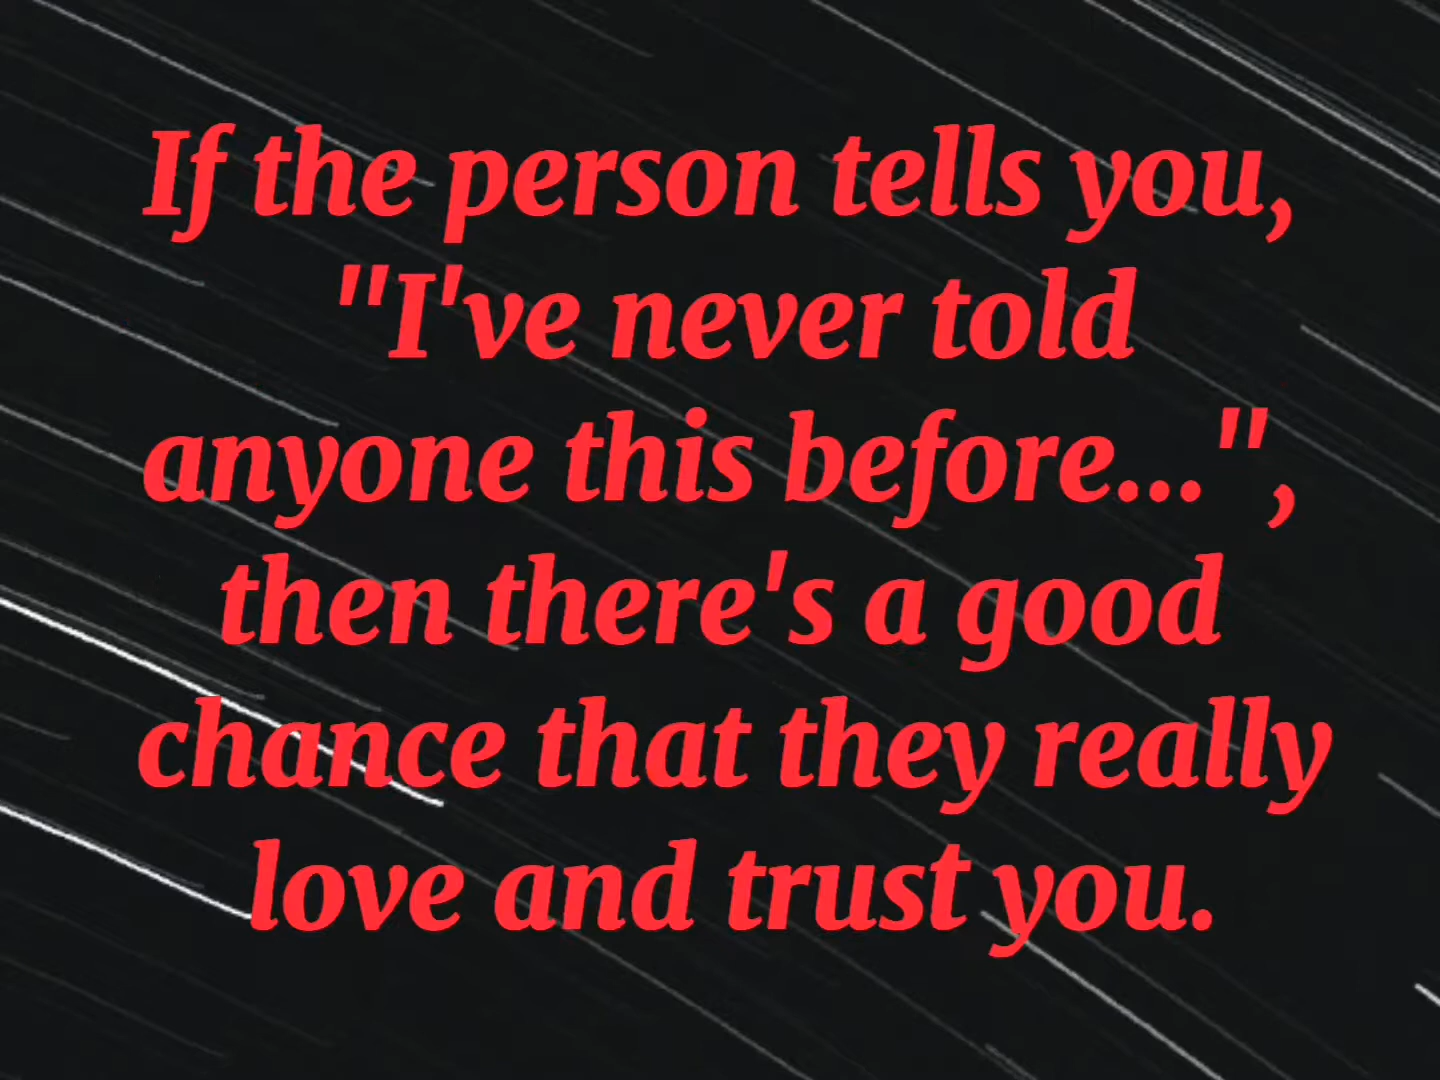 If the person tells you,
"I've never told
anyone this before...",
then there's a good
chance that they really
love and trust you.